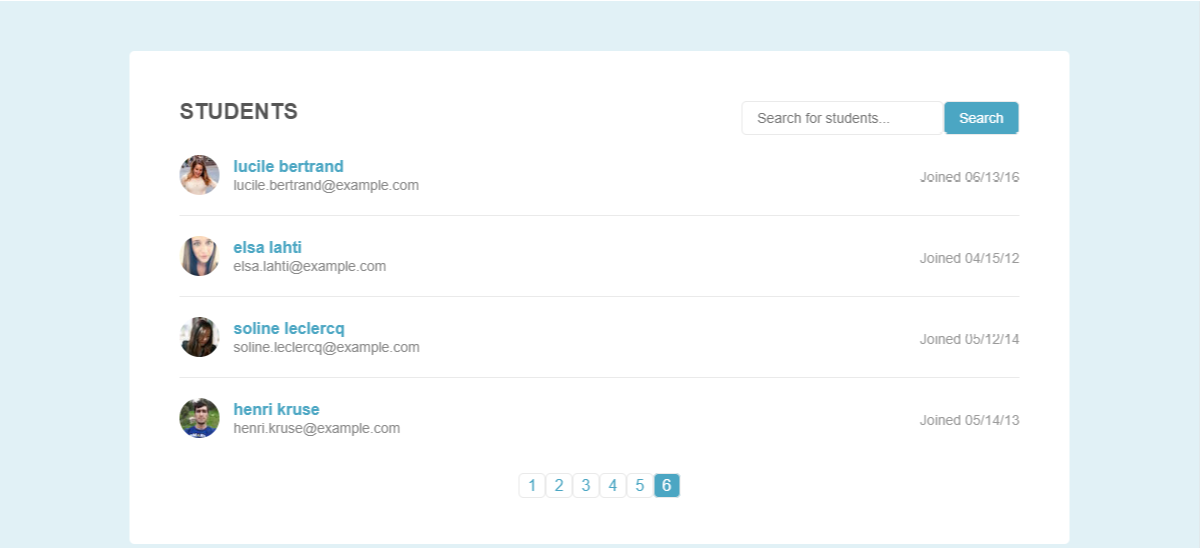 STUDENTS
Search for students...
Search
lucile bertrand
lucile.bertrand@example.com
Joined 06/13/16
elsa lahti
elsa.lahti@example.com
Joined 04/15/12
soline leclercq
soline.leclercq@example.com
Joined 05/12/14
henri kruse
henri.kruse@example.com
Joined 05/14/13
1 2 3 4 5 6